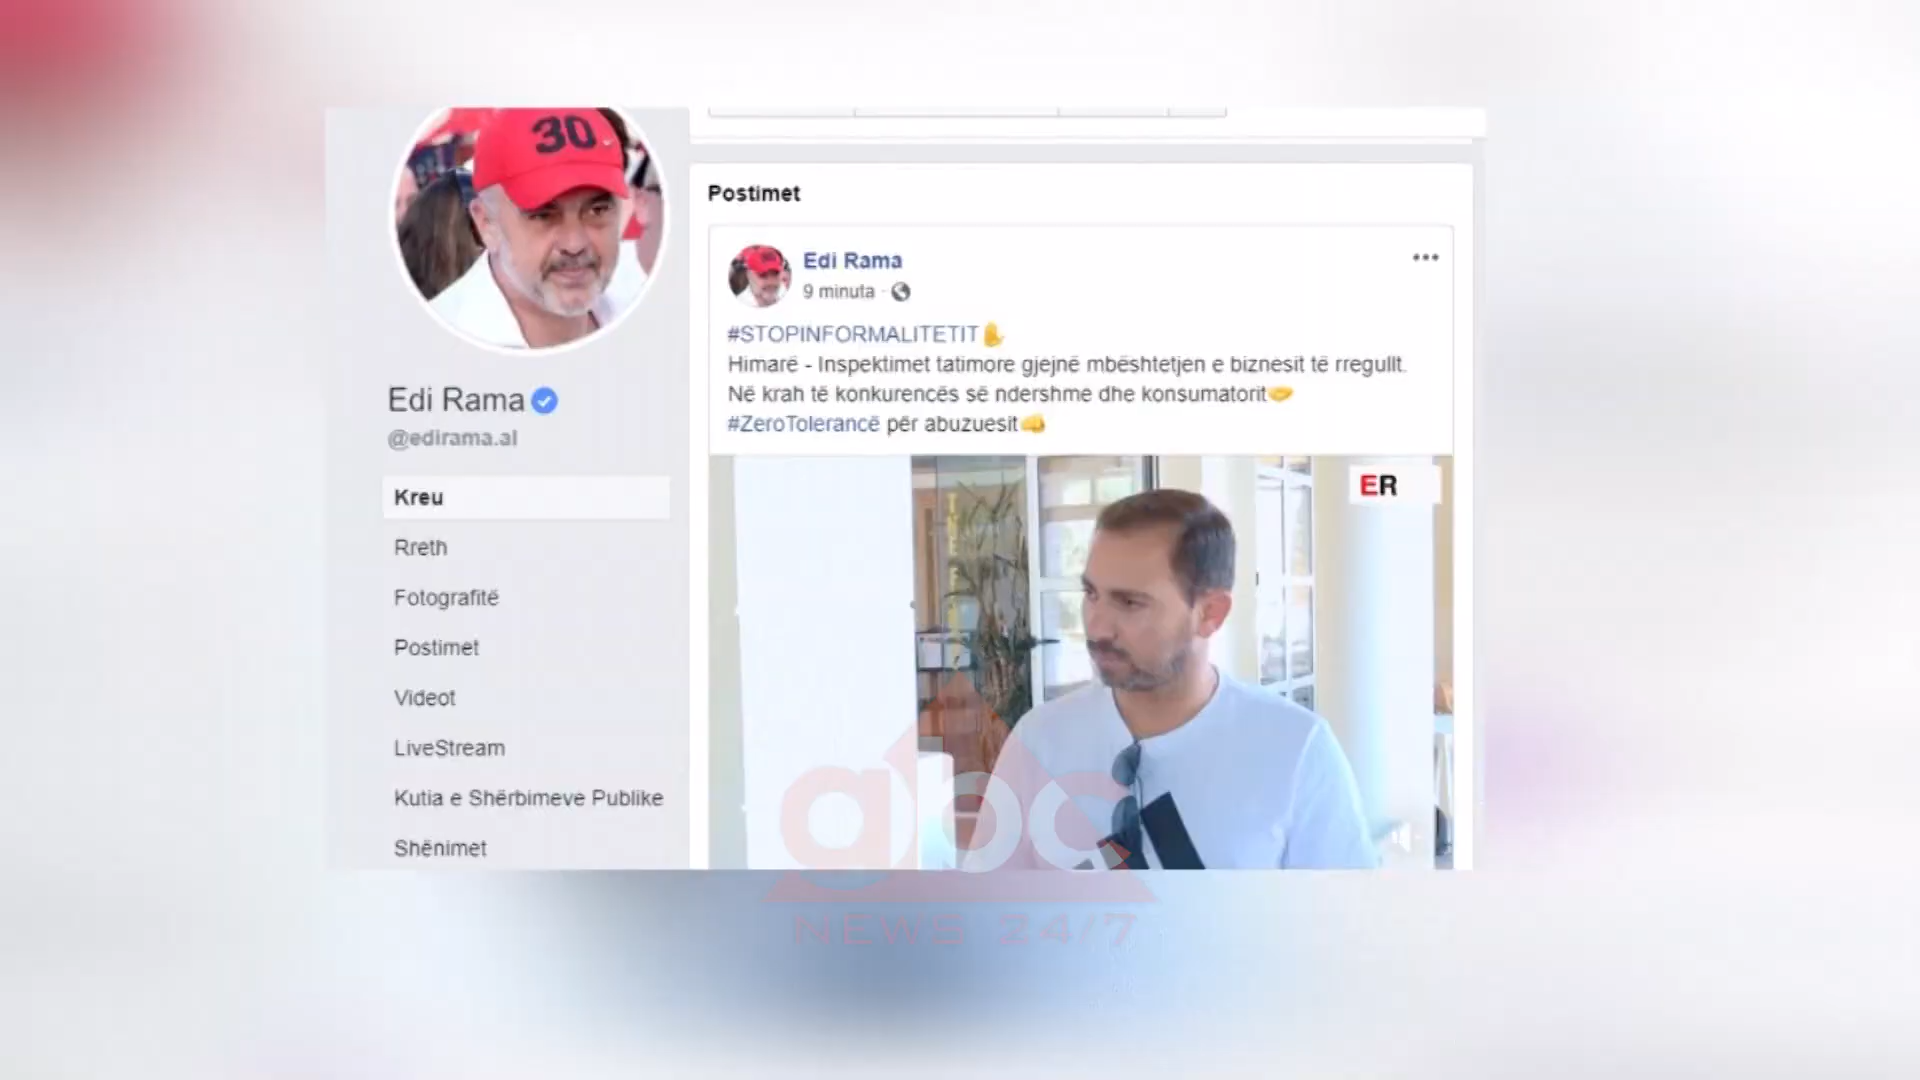 30
Edi Rama
@edirama.al
Kreu
Rreth
Fotografitë
Postimet
Videot
LiveStream
Kutia e Shërbimeve Publike
Shënimet
Postimet
30
Edi Rama
9 minuta ·
#STOPINFORMALITETIT
Himarë - Inspektimet tatimore gjejnë mbështetjen e biznesit të rregullt.
Në krah të konkurencës së ndershme dhe konsumatorit
#ZeroTolerancë për abuzuesit
ER
abc
NEWS 24/7